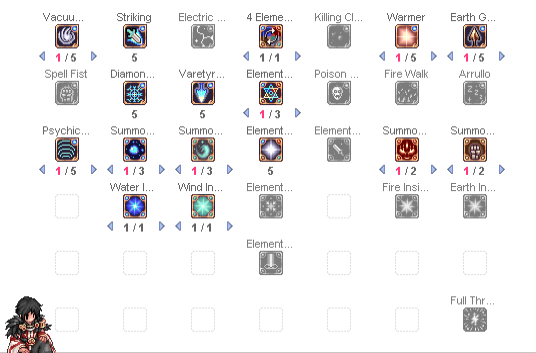 Vacuu... Striking Electric ... 4 Eleme... Killing Cl... Warmer Earth G...
1 / 5 5 1 / 1 1 / 5 1 / 5
Spell Fist Diamon... Varetyr... Element... Poison ... Fire Walk Arrullo
5 5 1 / 3
Psychic... Summo... Summo... Element... Element... Summo... Summo...
1 / 5 1 / 3 1 / 3 5 1 / 2 1 / 2
Water I... Wind In... Element... Fire Insi... Earth In...
1 / 1 1 / 1
Element...
Full Thr...